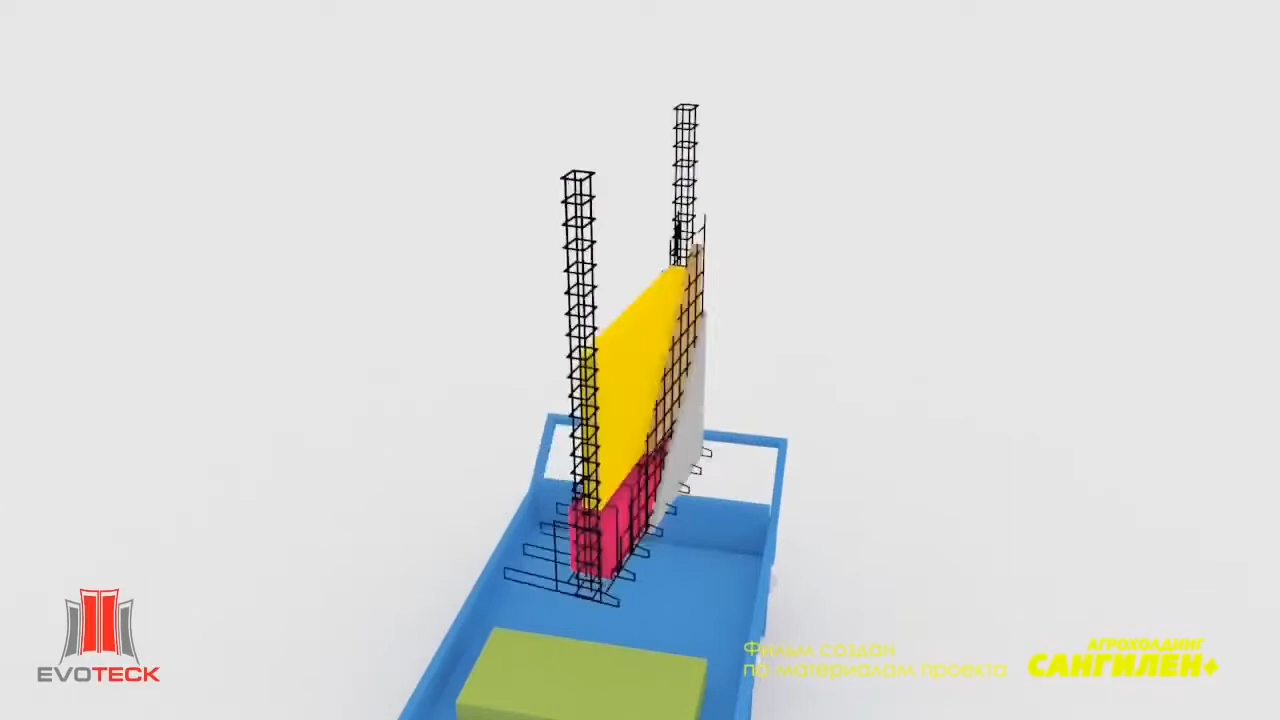 EVOTECK
Фильм создан
по материалам проекта
АГРОХОЛДИНГ
САНГИЛЕН+